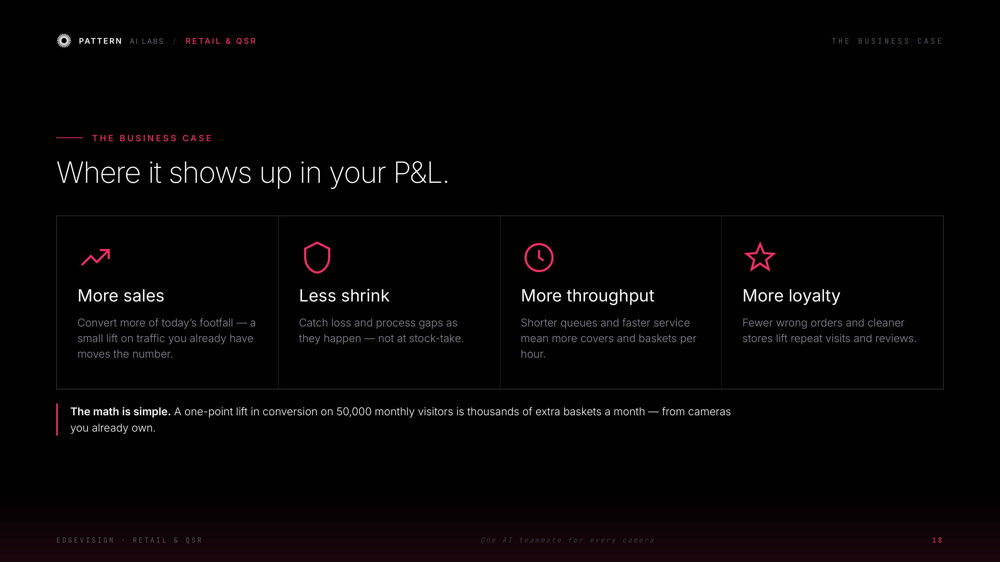 PATTERN AI LABS / RETAIL & QSR
THE BUSINESS CASE
THE BUSINESS CASE
Where it shows up in your P&L.
More sales
Convert more of today’s footfall — a
small lift on traffic you already have
moves the number.
Less shrink
Catch loss and process gaps as
they happen — not at stock-take.
More throughput
Shorter queues and faster service
mean more covers and baskets per
hour.
More loyalty
Fewer wrong orders and cleaner
stores lift repeat visits and reviews.
The math is simple. A one-point lift in conversion on 50,000 monthly visitors is thousands of extra baskets a month — from cameras
you already own.
EDGEVISION · RETAIL & QSR
One AI teammate for every camera
18